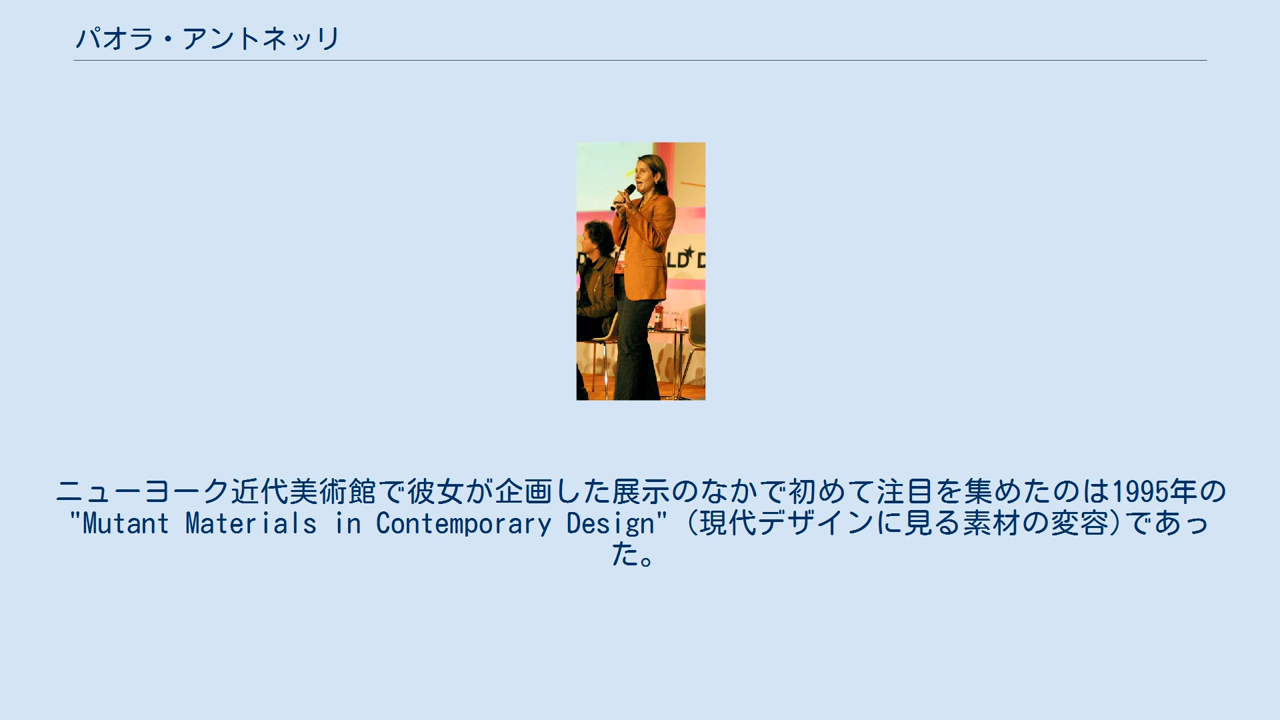 パオラ・アントネッリ
LD D
ニューヨーク近代美術館で彼女が企画した展示のなかで初めて注目を集めたのは1995年の
"Mutant Materials in Contemporary Design" (現代デザインに見る素材の変容)であっ
た。